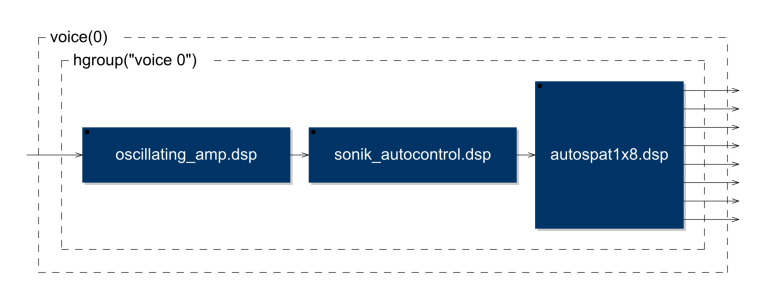 voice(0)
hgroup("voice 0")
oscillating_amp.dsp
sonik_autocontrol.dsp
autospat1x8.dsp